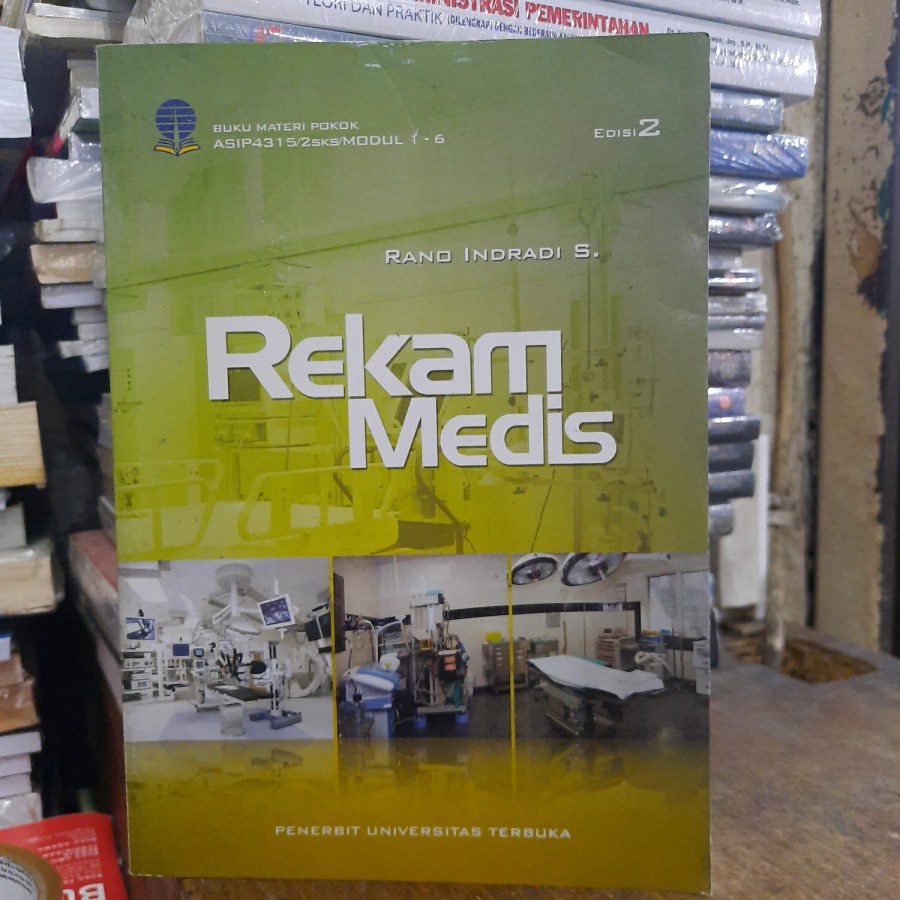 ADMINISTRASI PEMERINTAHAN
TEORI DAN PRAKTIK
BUKU MATERI POKOK
ASIP4315/2SKS/MODUL 1 - 6
EDISI 2
RANO INDRADI S.
REKAM
MEDIS
PENERBIT UNIVERSITAS TERBUKA